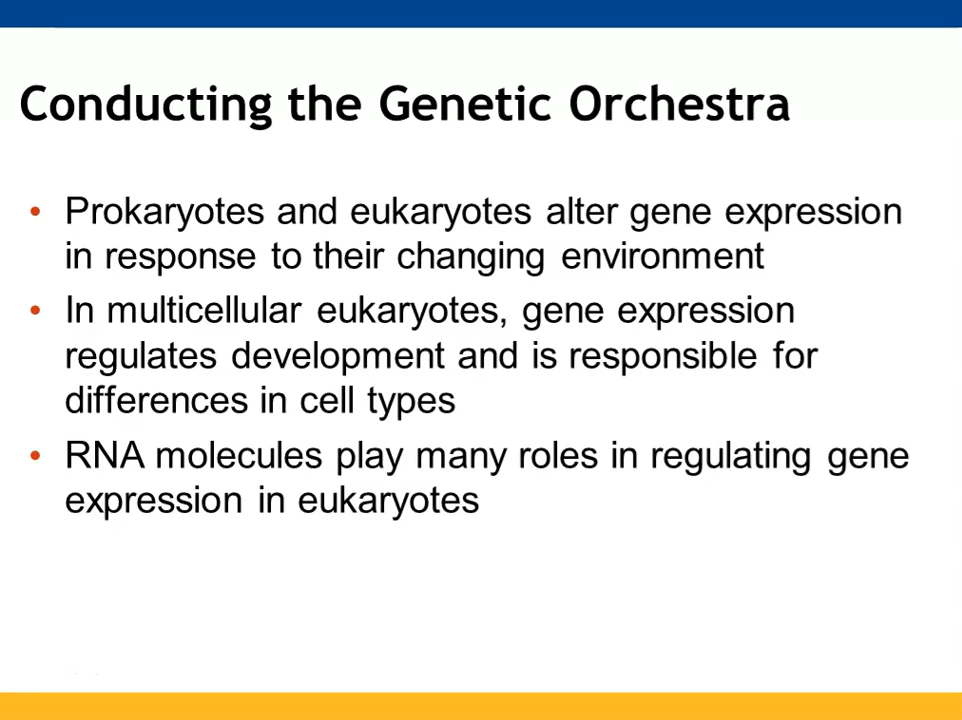 Conducting the Genetic Orchestra
• Prokaryotes and eukaryotes alter gene expression
in response to their changing environment
• In multicellular eukaryotes, gene expression
regulates development and is responsible for
differences in cell types
• RNA molecules play many roles in regulating gene
expression in eukaryotes